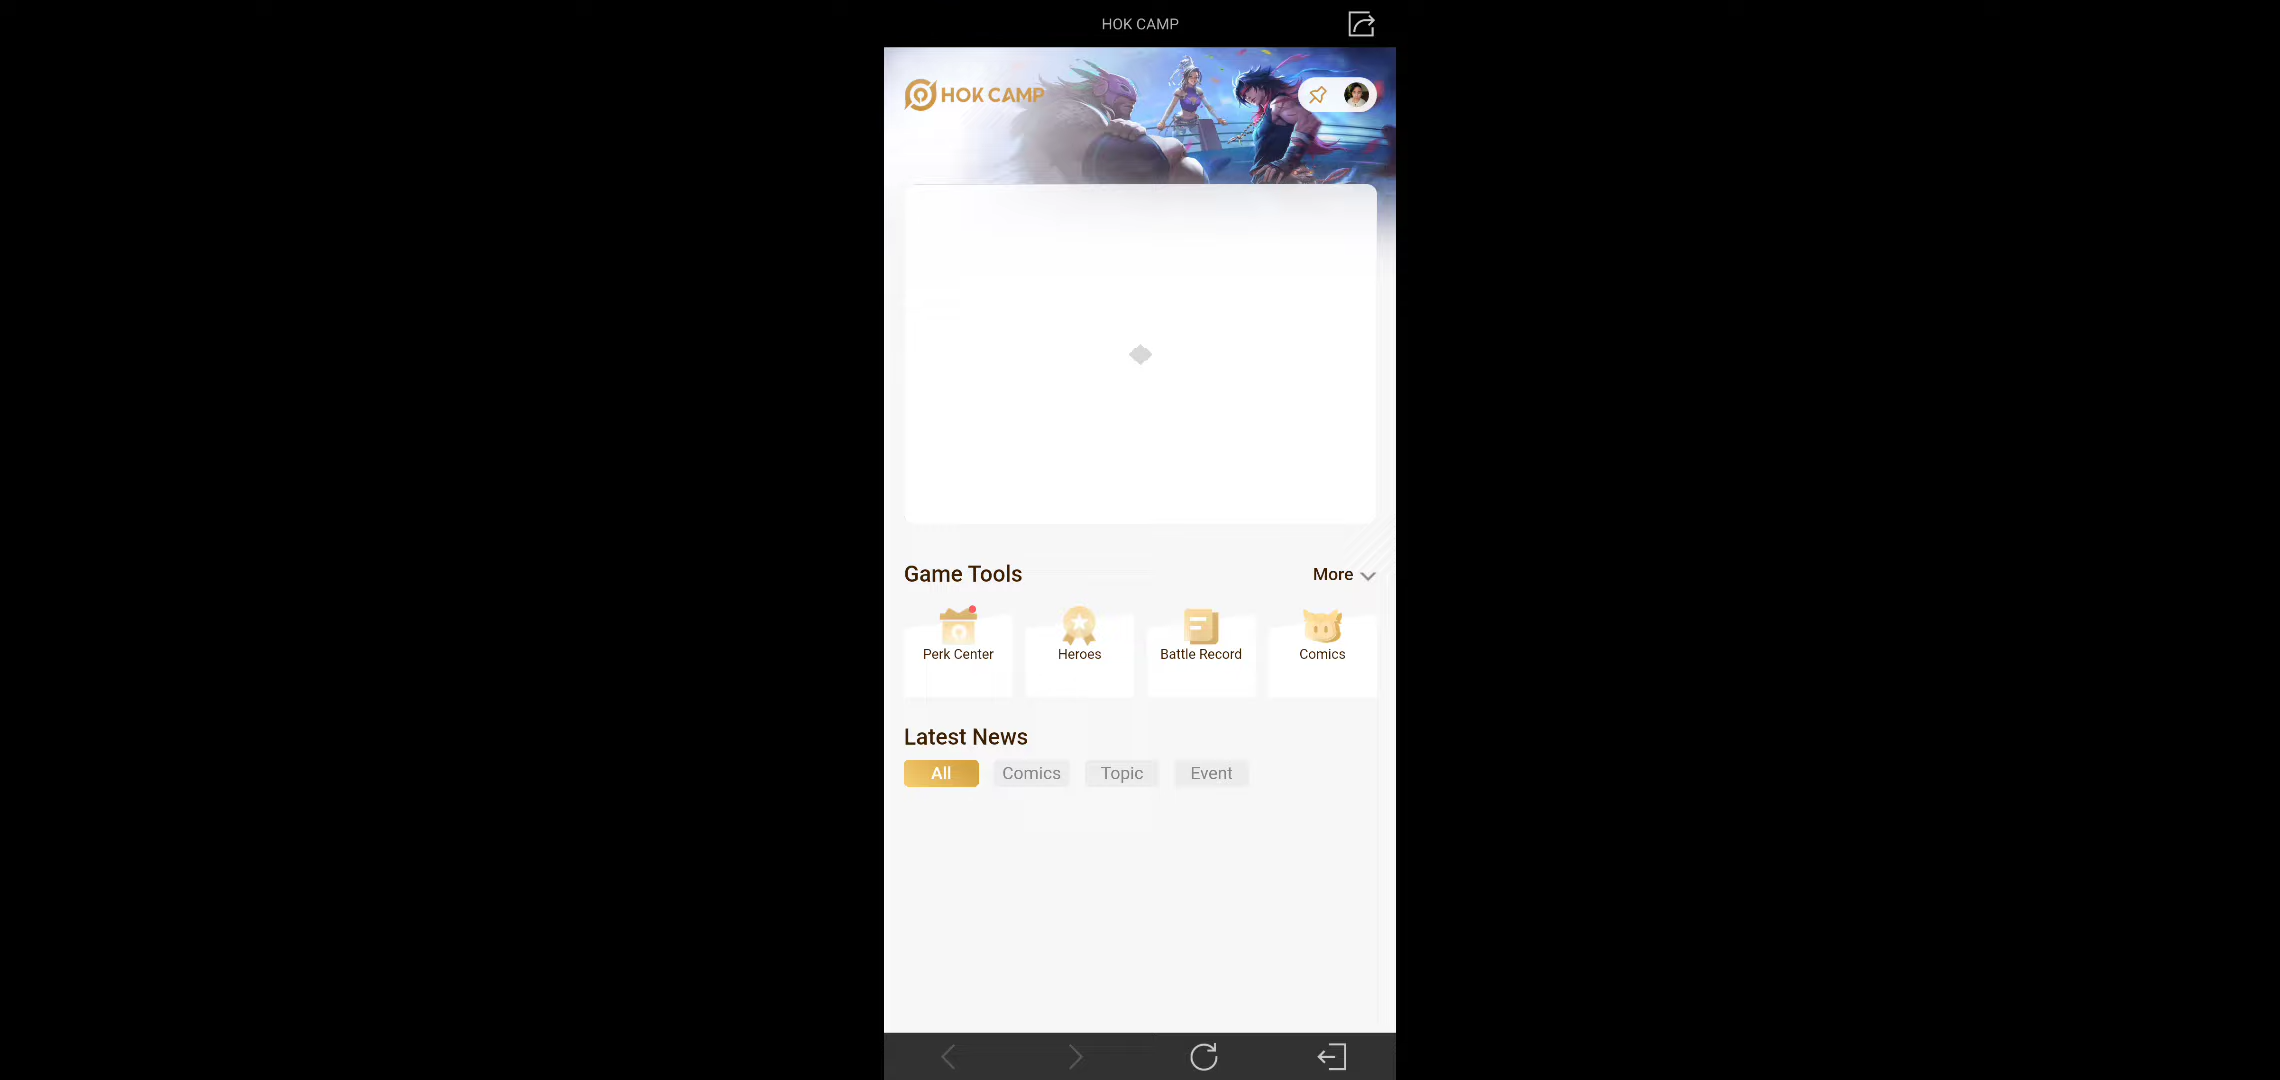 HOK CAMP
HOK CAMP
Game Tools
More
Perk Center
Heroes
Battle Record
Comics
Latest News
All
Comics
Topic
Event